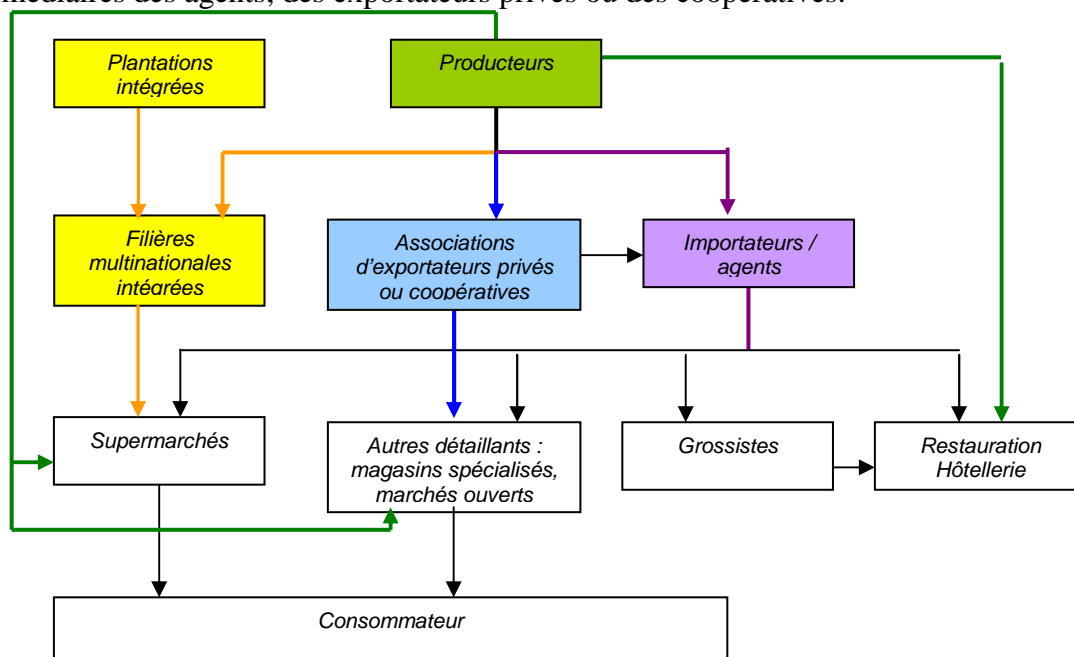 médiaires des agents, des exportateurs privés ou des coopératives.
Plantations
intégrées
Producteurs
Filières
multinationales
intégrées
Associations
d'exportateurs privés
ou coopératives
Importateurs /
agents
Supermarchés
Autres détaillants :
magasins spécialisés,
marchés ouverts
Grossistes
Restauration
Hôtellerie
Consommateur